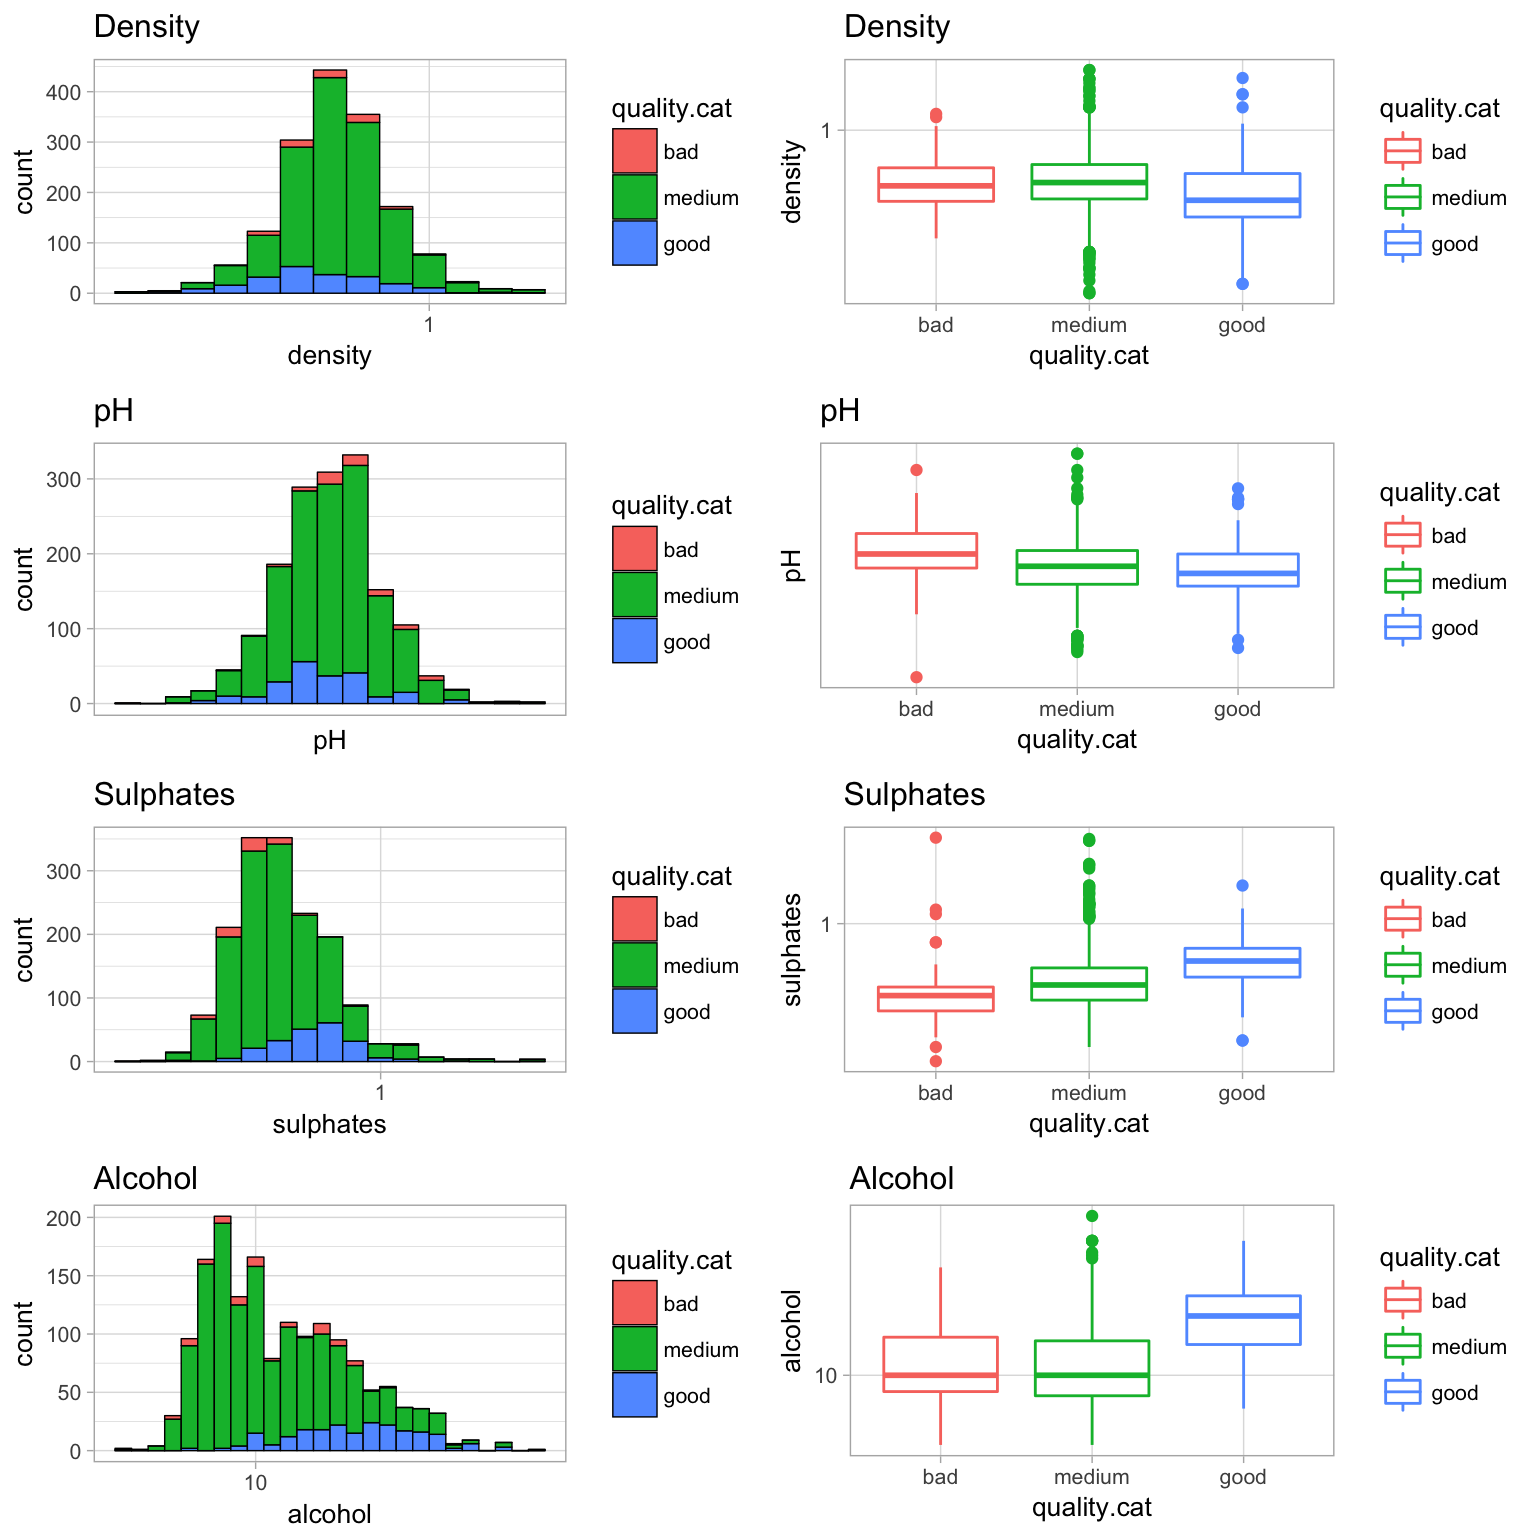 Density
400
300
200
100
0
count
1
density
quality.cat
bad
medium
good
Density
1
density
bad
medium
good
quality.cat
quality.cat
bad
medium
good
pH
300
200
100
0
count
pH
quality.cat
bad
medium
good
pH
pH
bad
medium
good
quality.cat
quality.cat
bad
medium
good
Sulphates
300
200
100
0
count
1
sulphates
quality.cat
bad
medium
good
Sulphates
1
sulphates
bad
medium
good
quality.cat
quality.cat
bad
medium
good
Alcohol
200
150
100
50
0
count
10
alcohol
quality.cat
bad
medium
good
Alcohol
10
alcohol
bad
medium
good
quality.cat
quality.cat
bad
medium
good